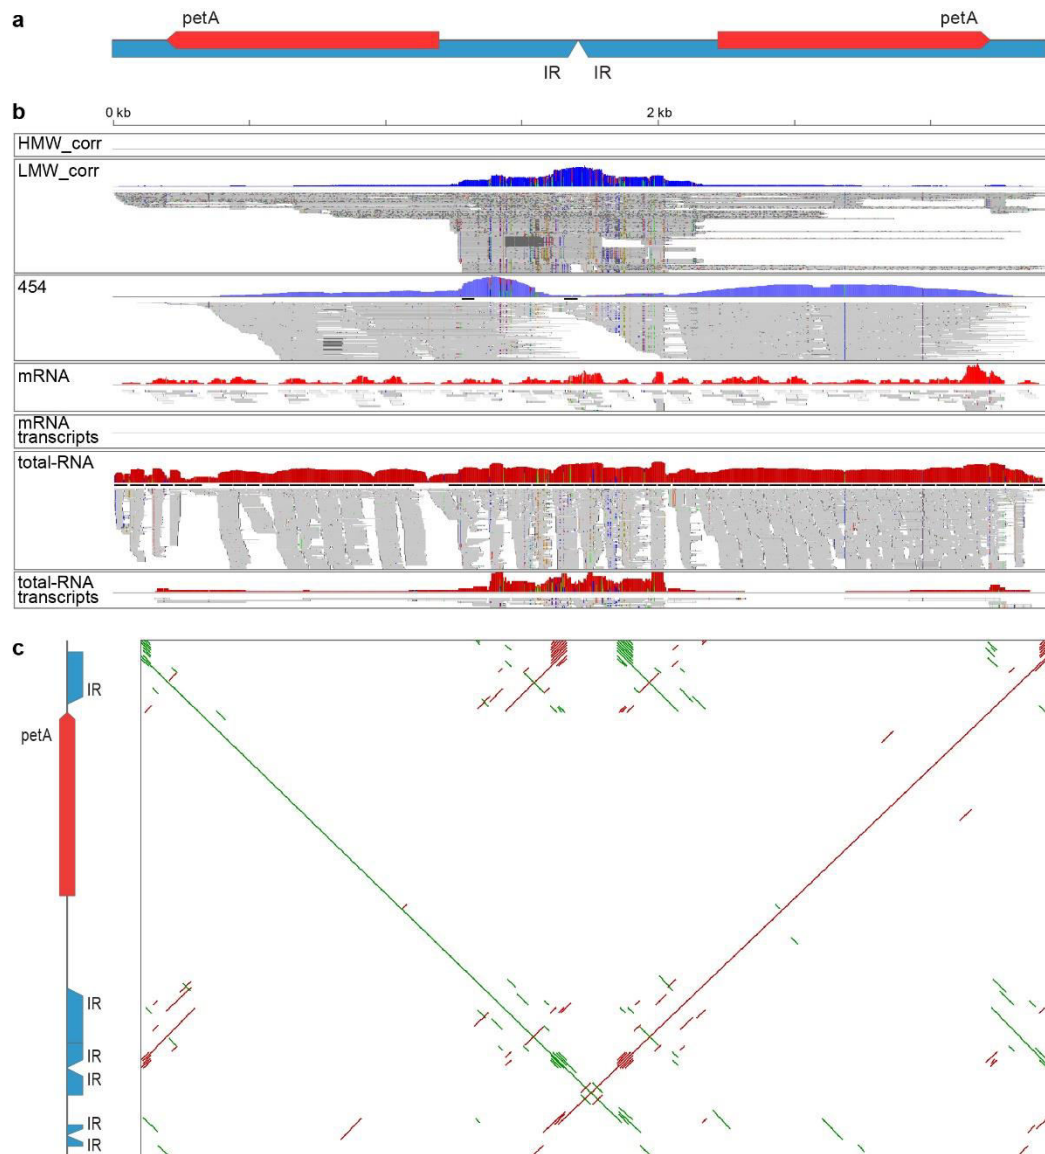 a
petA
petA
IR
IR
b
0 kb
2 kb
HMW_corr
LMW_corr
454
mRNA
mRNA
transcripts
total-RNA
total-RNA
transcripts
c
IR
petA
IR
IR
IR
IR
IR